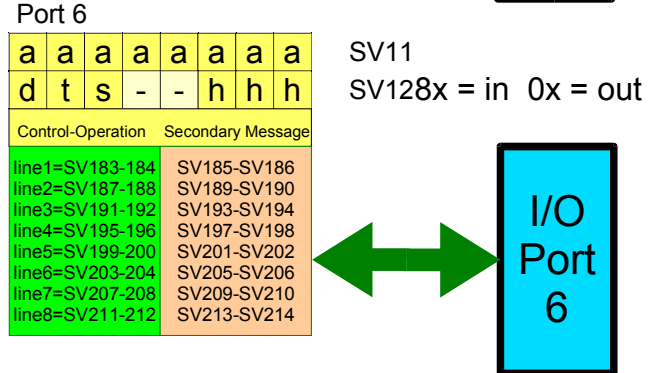 Port 6
a a a a a a a a SV11
d t s - - h h h SV128x = in 0x = out
Control-Operation Secondary Message
line1=SV183-184 SV185-SV186
line2=SV187-188 SV189-SV190
line3=SV191-192 SV193-SV194
line4=SV195-196 SV197-SV198
line5=SV199-200 SV201-SV202
line6=SV203-204 SV205-SV206
line7=SV207-208 SV209-SV210
line8=SV211-212 SV213-SV214
I/O
Port
6